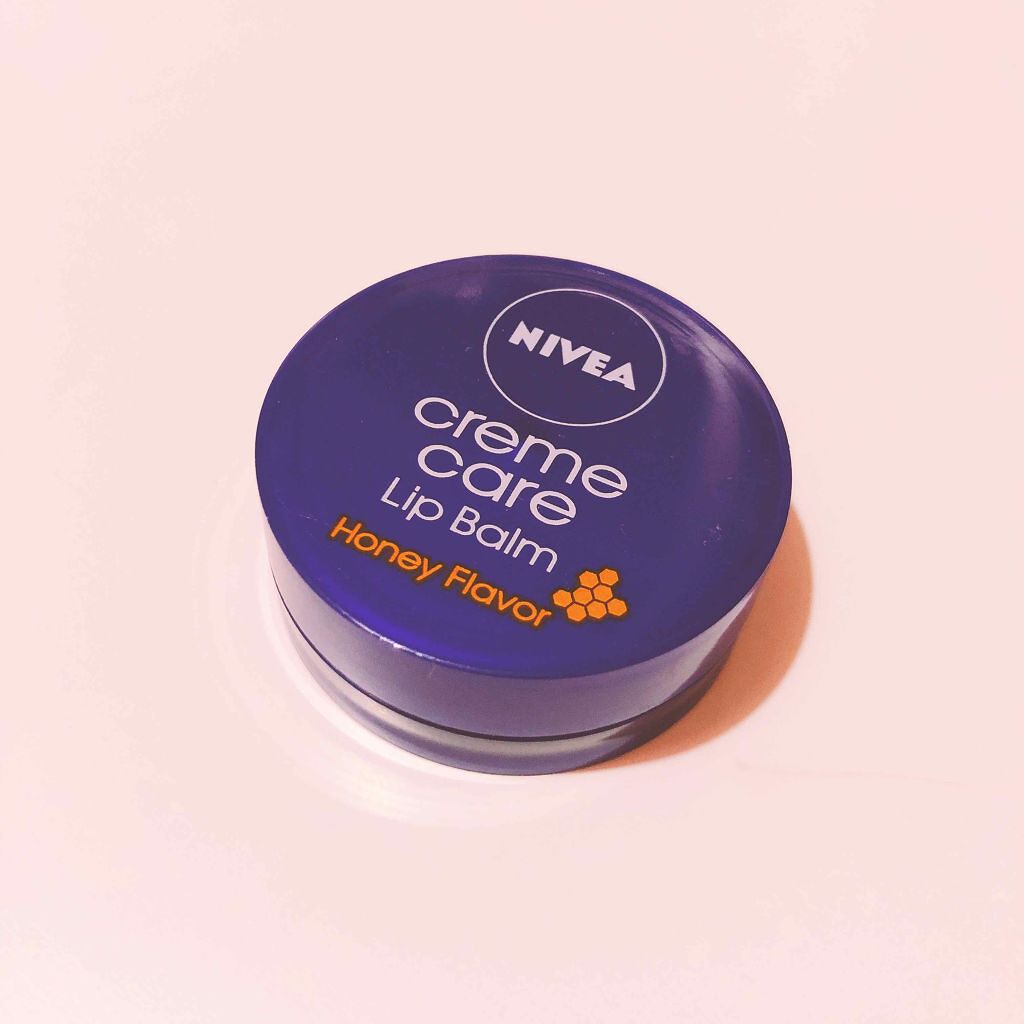 NIVEA
creme
care
Lip Balm
Honey Flavor